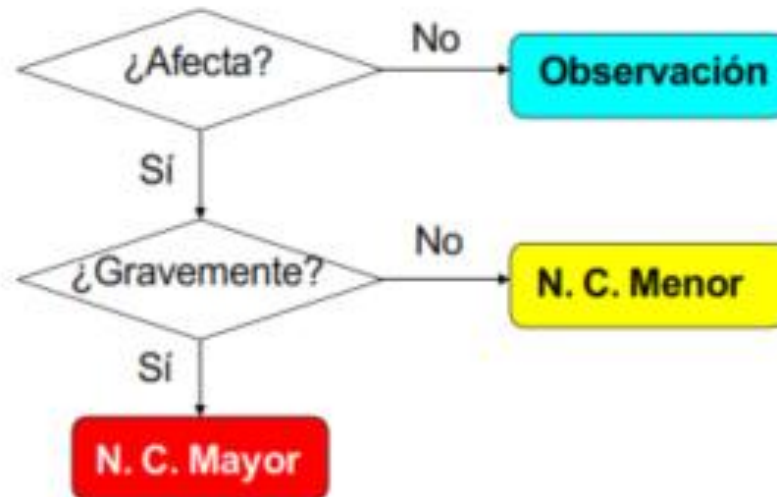 ¿Afecta?
No
Observación
Sí
¿Gravemente?
No
N. C. Menor
Sí
N. C. Mayor